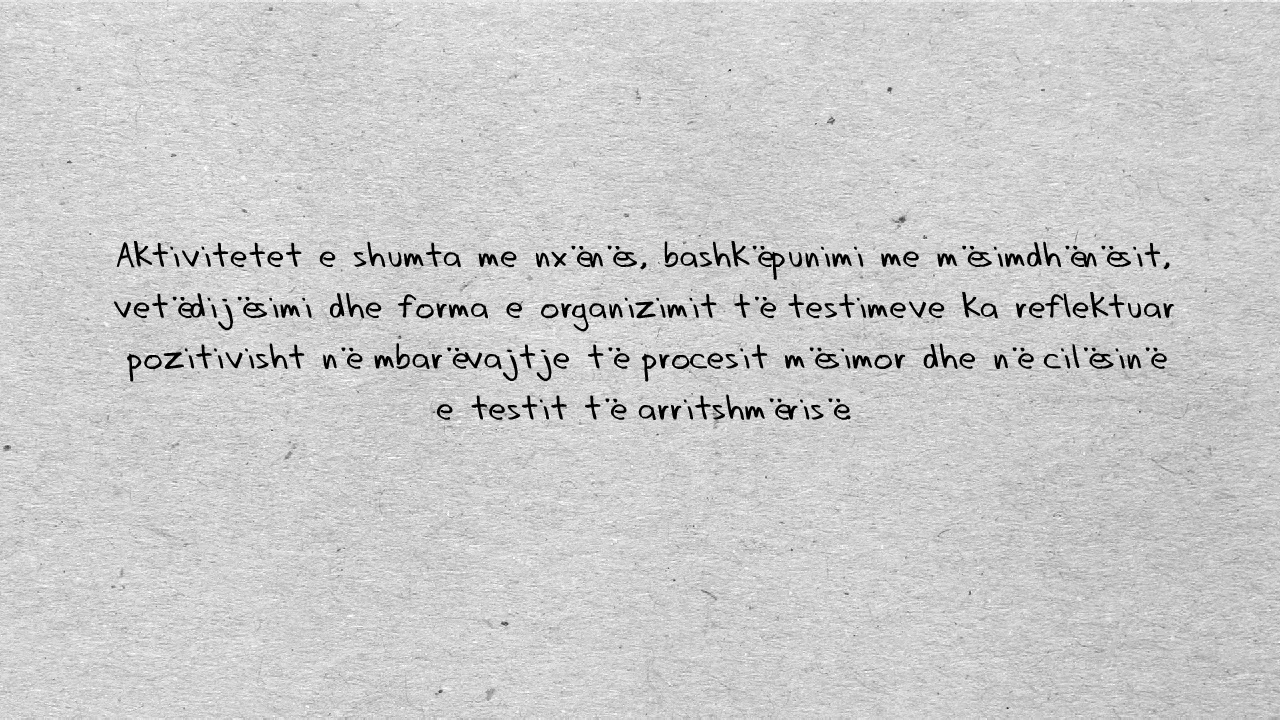 Aktivitetet e shumta me nxënës, bashkëpunimi me mësimdhënësit,
vetëdijësimi dhe forma e organizimit të testimeve ka reflektuar
pozitivisht në mbarëvajtje të procesit mësimor dhe në cilësinë
e testit të arritshmërisë.